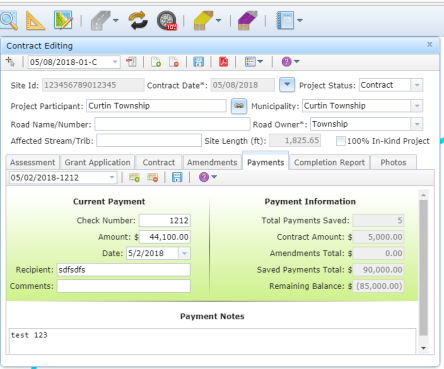 Contract Editing x
05/08/2018-01-C
Site Id: 123456789012345 Contract Date*: 05/08/2018 Project Status: Contract
Project Participant: Curtin Township Municipality: Curtin Township
Road Name/Number: Road Owner*: Township
Affected Stream/Trib: Site Length (ft): 1,825.65 100% In-Kind Project
Assessment Grant Application Contract Amendments Payments Completion Report Photos
05/02/2018-1212
Current Payment Payment Information
Check Number: 1212 Total Payments Saved: 5
Amount: $ 44,100.00 Contract Amount: $ 5,000.00
Date: 5/2/2018 Amendments Total: $ 0.00
Recipient: sdfsdfs Saved Payments Total: $ 90,000.00
Comments: Remaining Balance: $ (85,000.00)
Payment Notes
test 123